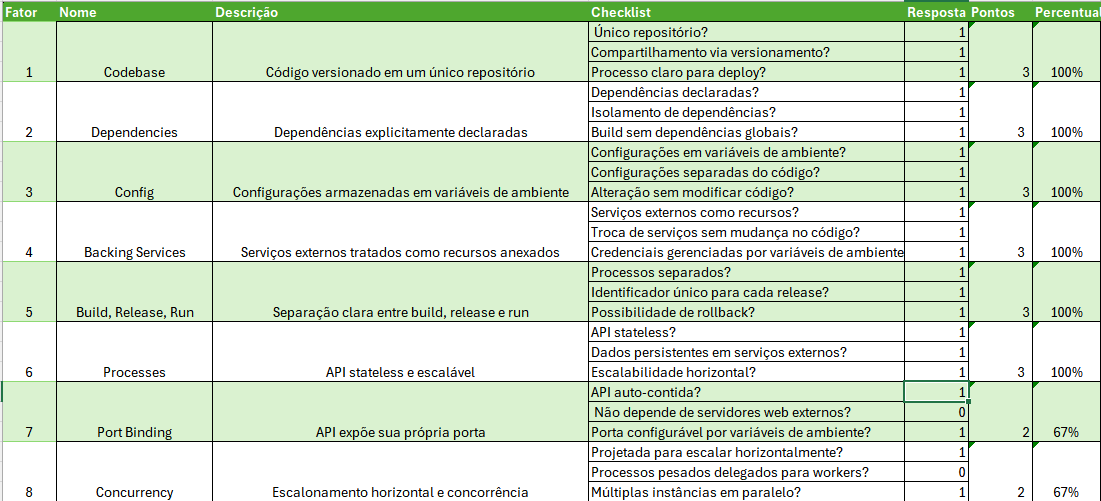 Fator Nome Descrição Checklist Resposta Pontos Percentual
Único repositório? 1
Compartilhamento via versionamento? 1
1 Codebase Código versionado em um único repositório Processo claro para deploy? 1 3 100%
Dependências declaradas? 1
Isolamento de dependências? 1
2 Dependencies Dependências explicitamente declaradas Build sem dependências globais? 1 3 100%
Configurações em variáveis de ambiente? 1
Configurações separadas do código? 1
3 Config Configurações armazenadas em variáveis de ambiente Alteração sem modificar código? 1 3 100%
Serviços externos como recursos? 1
Troca de serviços sem mudança no código? 1
4 Backing Services Serviços externos tratados como recursos anexados Credenciais gerenciadas por variáveis de ambiente 1 3 100%
Processos separados? 1
Identificador único para cada release? 1
5 Build, Release, Run Separação clara entre build, release e run Possibilidade de rollback? 1 3 100%
API stateless? 1
Dados persistentes em serviços externos? 1
6 Processes API stateless e escalável Escalabilidade horizontal? 1 3 100%
API auto-contida? 1
Não depende de servidores web externos? 0
7 Port Binding API expõe sua própria porta Porta configurável por variáveis de ambiente? 1 2 67%
Projetada para escalar horizontalmente? 1
Processos pesados delegados para workers? 0
8 Concurrency Escalonamento horizontal e concorrência Múltiplas instâncias em paralelo? 1 2 67%